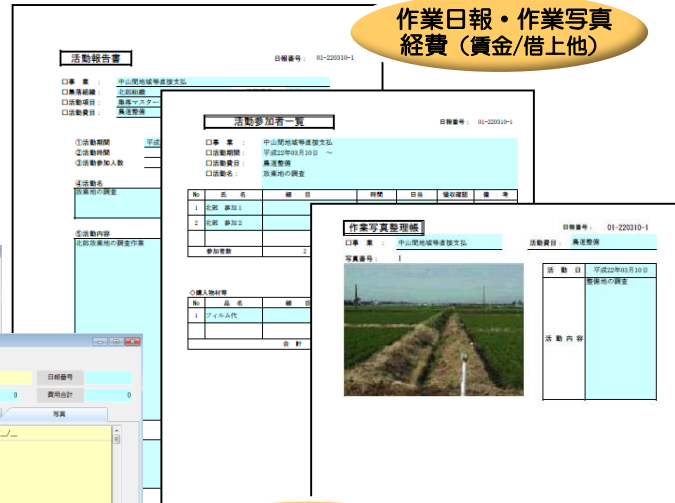 作業日報・作業写真
経費（賃金/借上他）
活動報告書
日報番号： 01-220310-1
□事　業　： 中山間地域等直接支払
□集落組織： 北部組織
□活動項目： 集落マスター
□活動費目： 農道整備
①活動期間 平成
②活動時間
③活動参加人数
④活動名
放棄地の調査
⑤活動内容
北部放棄地の調査作業
活動参加者一覧
日報番号： 01-220310-1
□事　業　： 中山間地域等直接支払
□活動期間： 平成22年03月10日　～
□活動費目： 農道整備
□活動名： 放棄地の調査
No 氏　名 細　目 時間 日当 領収確認 備　考
1 北部　参加1
2 北部　参加2
参加者数 2
◇購入物材等
No 品　名 細　目
1 フィルム代
合　計
作業写真整理帳
日報番号： 01-220310-1
□事　業： 中山間地域等直接支払 活動費目： 農道整備
写真番号： 1
活　動　日 平成22年03月10日
活　動　内　容 整備地の調査
日報番号
0 費用合計 0
写真
_/__